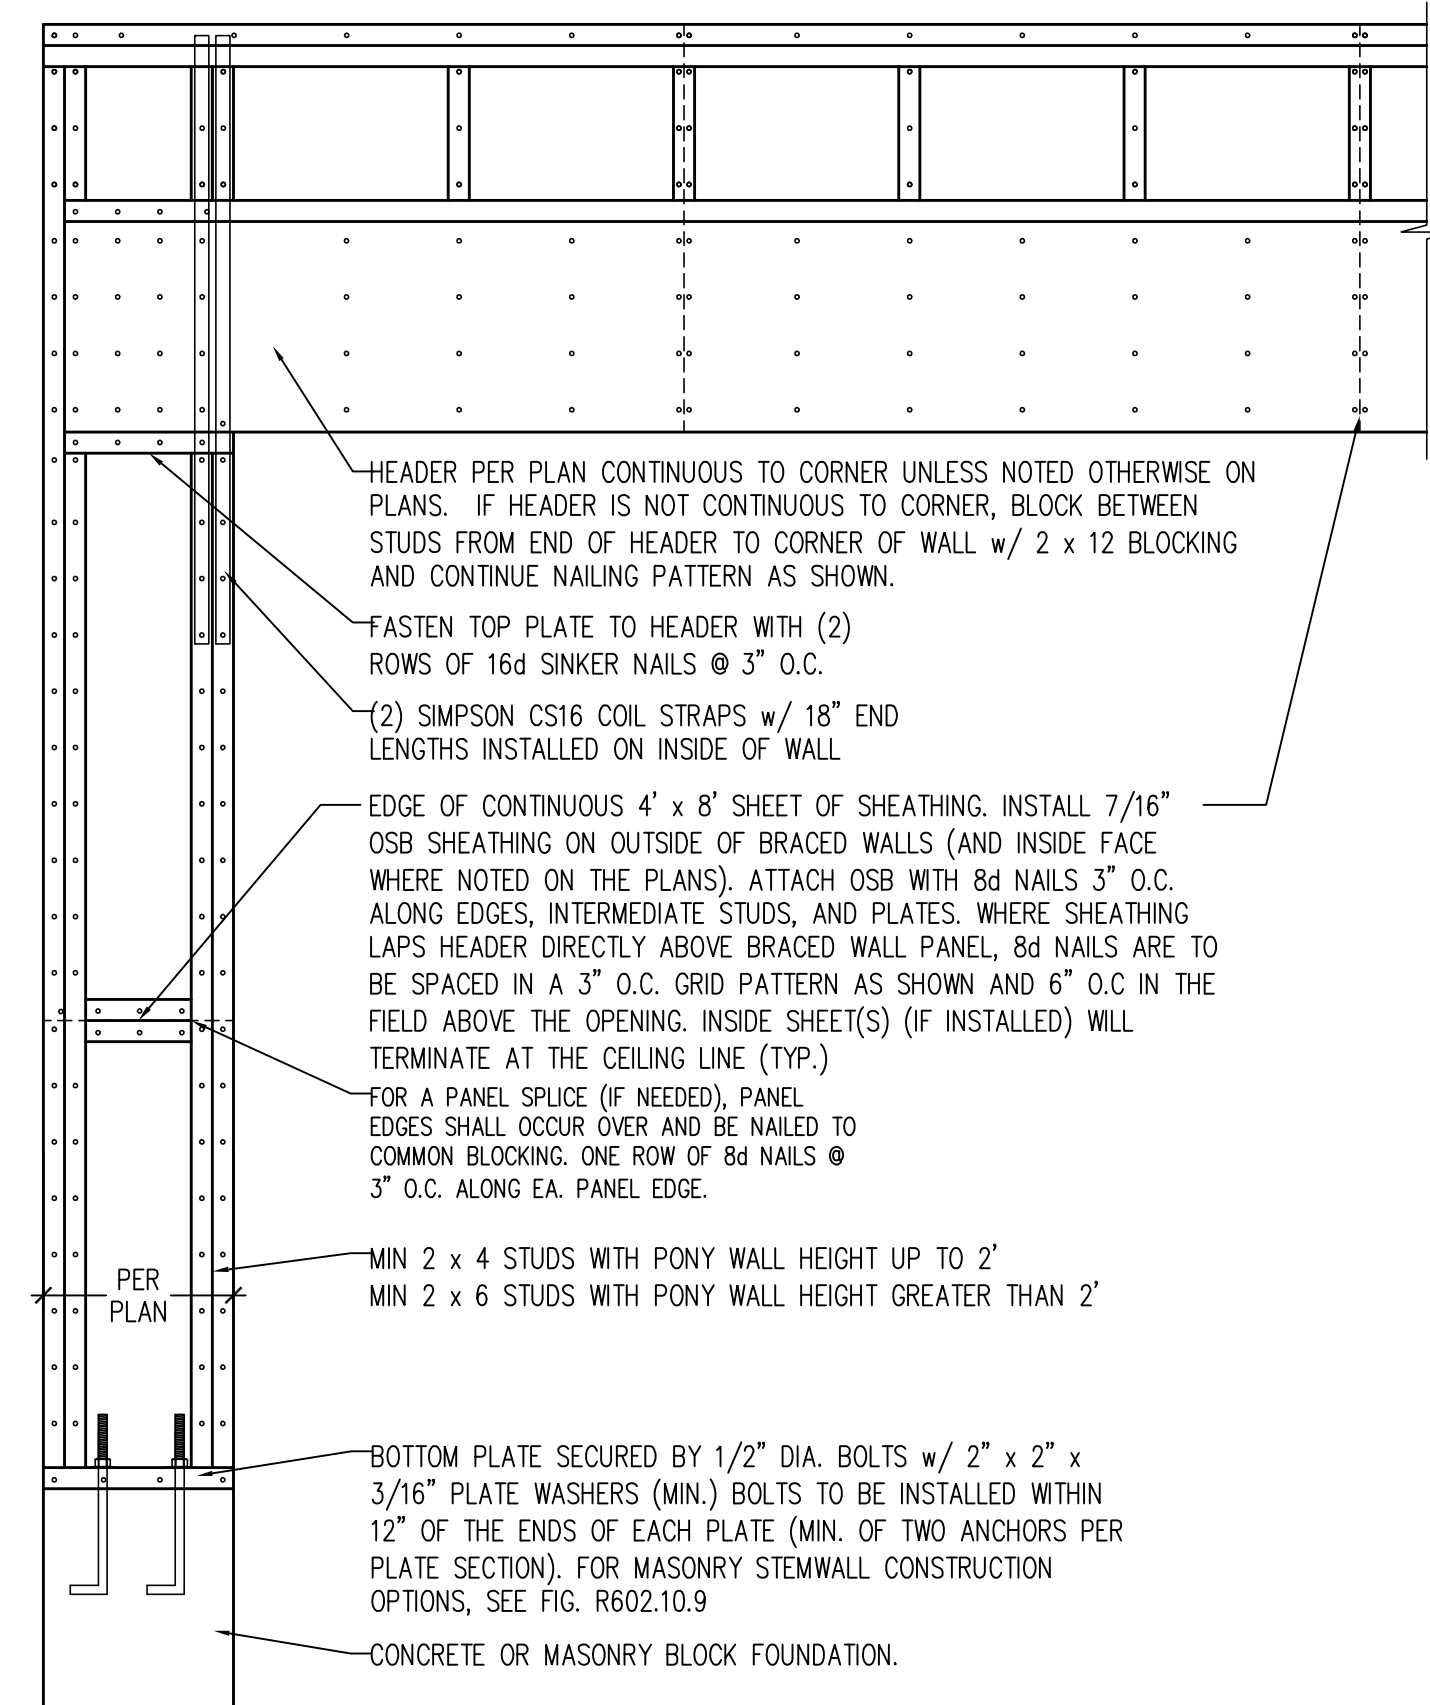 HEADER PER PLAN CONTINUOUS TO CORNER UNLESS NOTED OTHERWISE ON
PLANS. IF HEADER IS NOT CONTINUOUS TO CORNER, BLOCK BETWEEN
STUDS FROM END OF HEADER TO CORNER OF WALL w/ 2 x 12 BLOCKING
AND CONTINUE NAILING PATTERN AS SHOWN.
FASTEN TOP PLATE TO HEADER WITH (2)
ROWS OF 16d SINKER NAILS @ 3" O.C.
(2) SIMPSON CS16 COIL STRAPS w/ 18" END
LENGTHS INSTALLED ON INSIDE OF WALL
EDGE OF CONTINUOUS 4' x 8' SHEET OF SHEATHING. INSTALL 7/16"
OSB SHEATHING ON OUTSIDE OF BRACED WALLS (AND INSIDE FACE
WHERE NOTED ON THE PLANS). ATTACH OSB WITH 8d NAILS 3" O.C.
ALONG EDGES, INTERMEDIATE STUDS, AND PLATES. WHERE SHEATHING
LAPS HEADER DIRECTLY ABOVE BRACED WALL PANEL, 8d NAILS ARE TO
BE SPACED IN A 3" O.C. GRID PATTERN AS SHOWN AND 6" O.C IN THE
FIELD ABOVE THE OPENING. INSIDE SHEET(S) (IF INSTALLED) WILL
TERMINATE AT THE CEILING LINE (TYP.)
FOR A PANEL SPLICE (IF NEEDED), PANEL
EDGES SHALL OCCUR OVER AND BE NAILED TO
COMMON BLOCKING. ONE ROW OF 8d NAILS @
3" O.C. ALONG EA. PANEL EDGE.
MIN 2 x 4 STUDS WITH PONY WALL HEIGHT UP TO 2'
MIN 2 x 6 STUDS WITH PONY WALL HEIGHT GREATER THAN 2'
PER
PLAN
BOTTOM PLATE SECURED BY 1/2" DIA. BOLTS w/ 2" x 2" x
3/16" PLATE WASHERS (MIN.) BOLTS TO BE INSTALLED WITHIN
12" OF THE ENDS OF EACH PLATE (MIN. OF TWO ANCHORS PER
PLATE SECTION). FOR MASONRY STEMWALL CONSTRUCTION
OPTIONS, SEE FIG. R602.10.9
CONCRETE OR MASONRY BLOCK FOUNDATION.